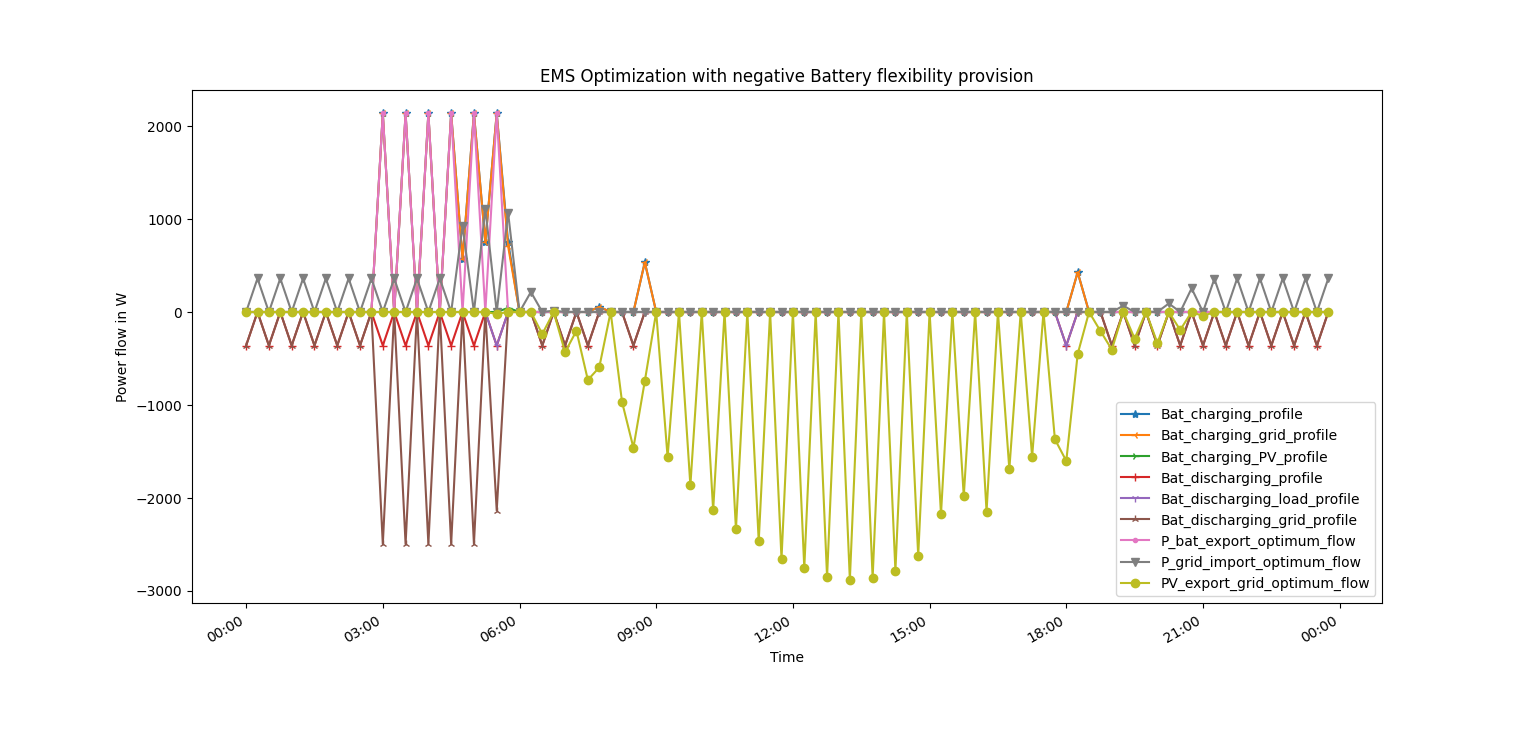 EMS Optimization with negative Battery flexibility provision
2000
1000
0
−1000
−2000
−3000
Power flow in W
00:00
03:00
06:00
09:00
12:00
15:00
18:00
21:00
00:00
Time
Bat_charging_profile
Bat_charging_grid_profile
Bat_charging_PV_profile
Bat_discharging_profile
Bat_discharging_load_profile
Bat_discharging_grid_profile
P_bat_export_optimum_flow
P_grid_import_optimum_flow
PV_export_grid_optimum_flow